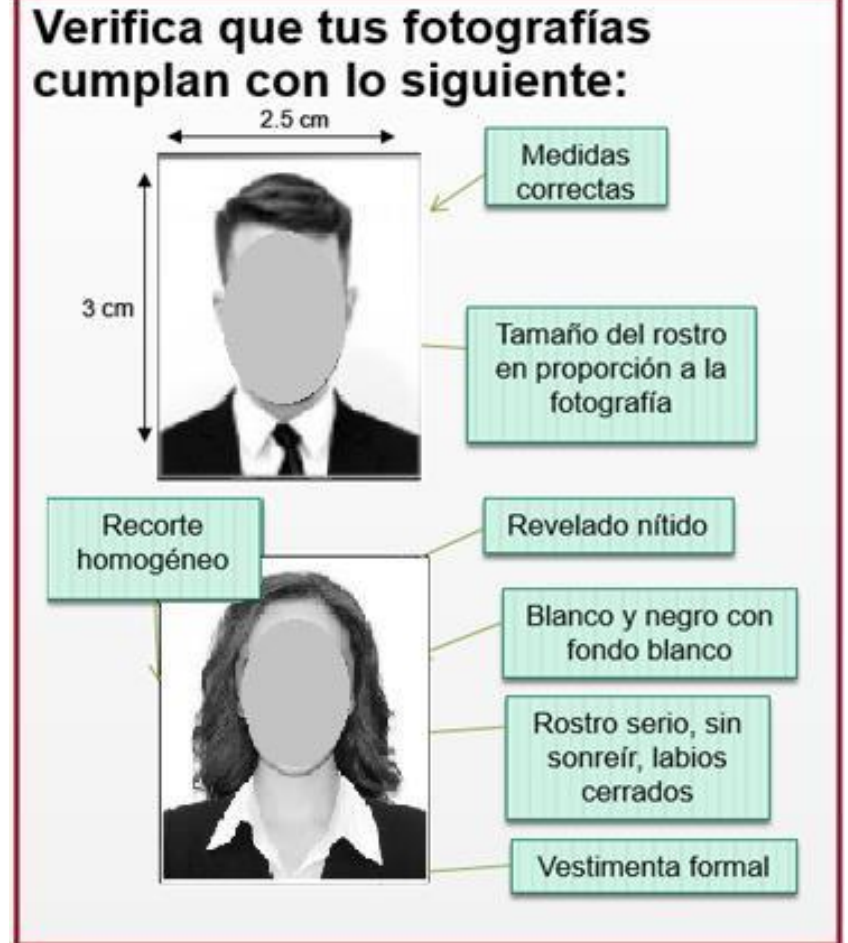 Verifica que tus fotografías
cumplan con lo siguiente:
2.5 cm
Medidas
correctas
3 cm
Tamaño del rostro
en proporción a la
fotografía
Recorte
homogéneo
Revelado nítido
Blanco y negro con
fondo blanco
Rostro serio, sin
sonreír, labios
cerrados
Vestimenta formal